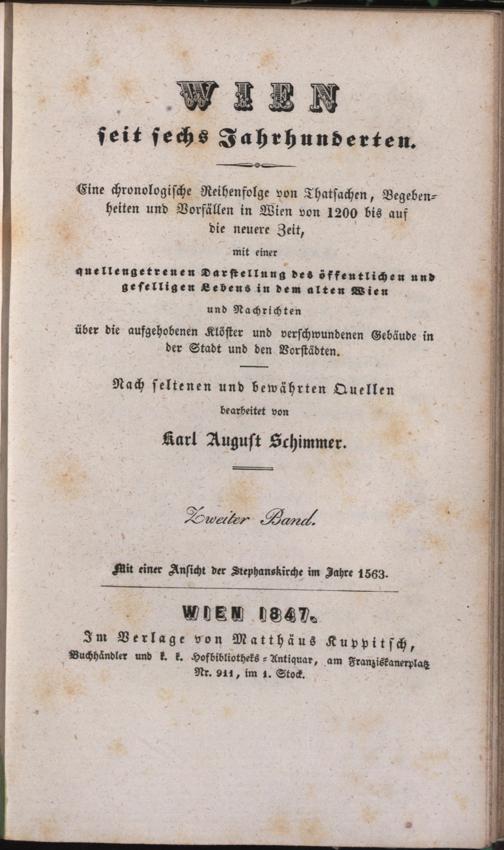 WIEN
seit sechs Jahrhunderten.
Eine chronologische Reihenfolge von Thatsachen, Begeben-
heiten und Vorfällen in Wien von 1200 bis auf
die neuere Zeit,
mit einer
quellengetreuen Darstellung des öffentlichen und
geselligen Lebens in dem alten Wien
und Nachrichten
über die aufgehobenen Klöster und verschwundenen Gebäude in
der Stadt und den Vorstädten.
Nach seltenen und bewährten Quellen
bearbeitet von
Karl August Schimmer.
Zweiter Band.
Mit einer Ansicht der Stephanskirche im Jahre 1563.
WIEN 1847.
Im Verlage von Matthäus Kuppitsch,
Buchhändler und k. k. Hofbibliotheks-Antiquar, am Franziskanerplatz
Nr. 911, im 1. Stock.